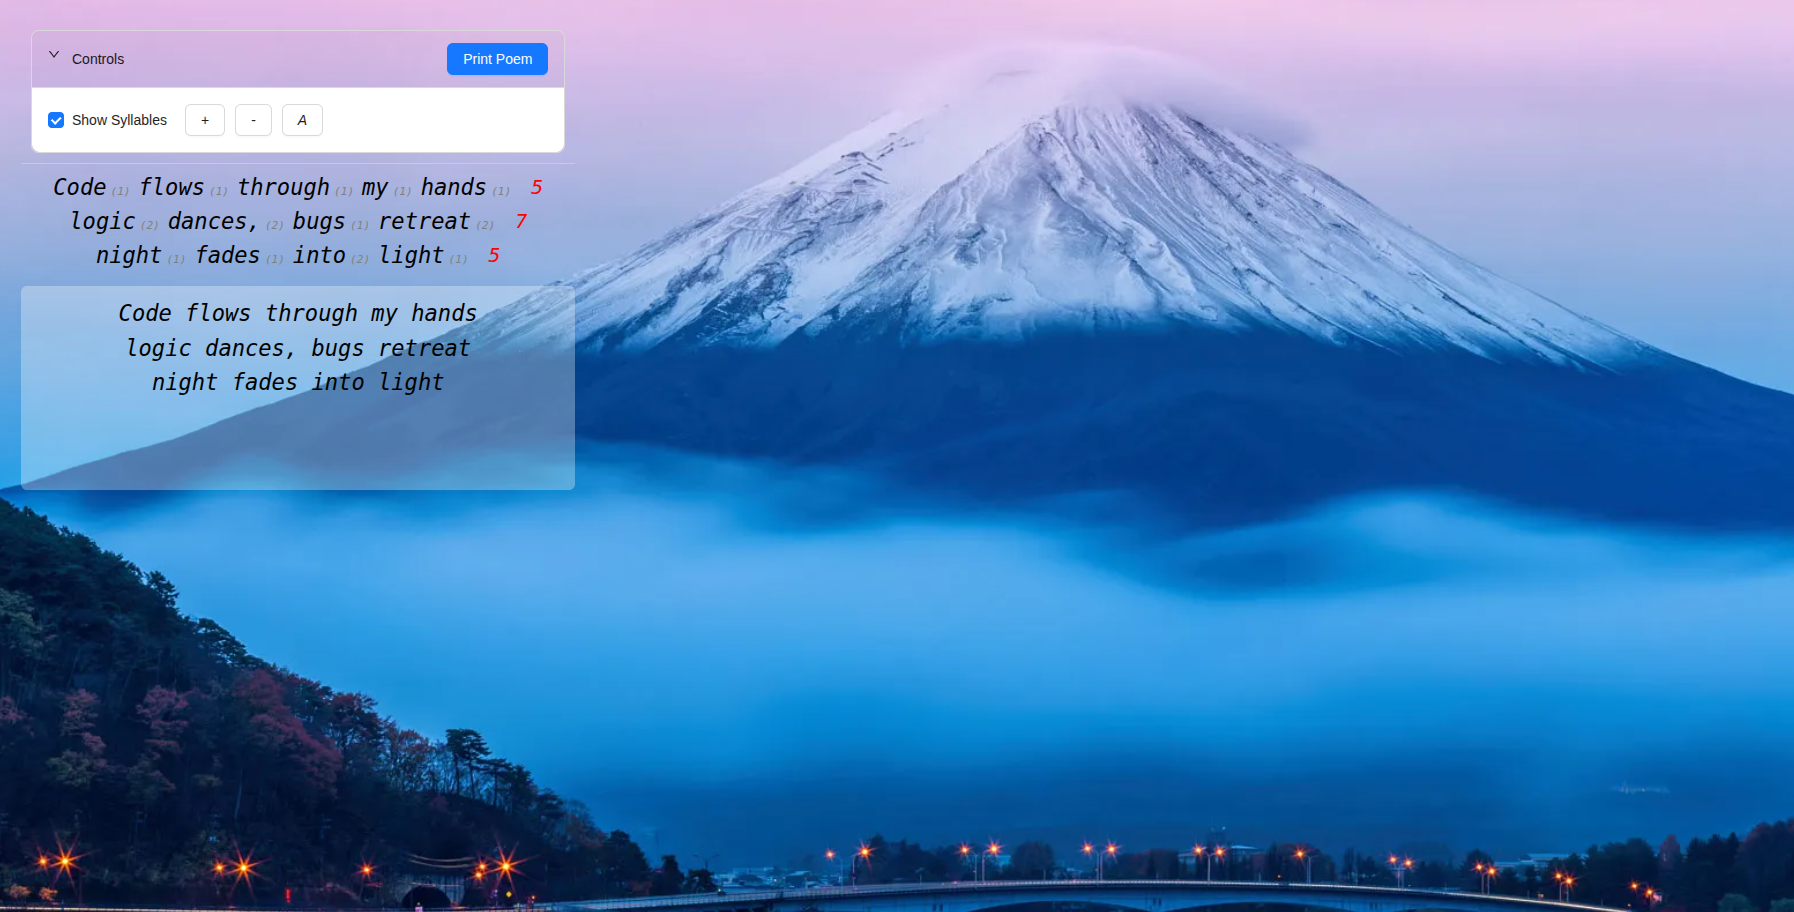 Controls Print Poem
Show Syllables + - A
Code (1) flows (1) through (1) my (1) hands (1) 5
logic (2) dances, (2) bugs (1) retreat (2) 7
night (1) fades (1) into (2) light (1) 5
Code flows through my hands
logic dances, bugs retreat
night fades into light